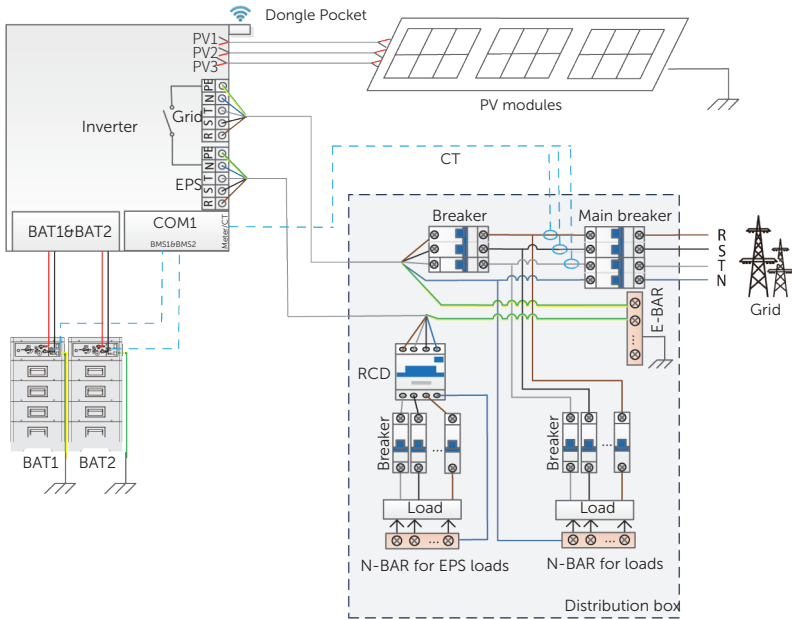 Dongle Pocket
PV1
PV2
PV3
PV modules
Inverter
Grid
R S T N PE
EPS
R S T N PE
CT
BAT1&BAT2
COM1
BMS1&BMS2
Meter/CT
Breaker
Main breaker
R
S
T
N
Grid
E-BAR
RCD
Breaker
Breaker
...
...
Load
Load
...
...
...
BAT1
BAT2
N-BAR for EPS loads
N-BAR for loads
Distribution box